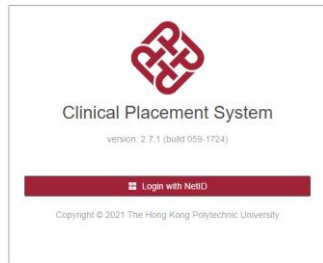 Clinical Placement System
version: 2.7.1 (build 059-1724)
Login with NetID
Copyright © 2021 The Hong Kong Polytechnic University